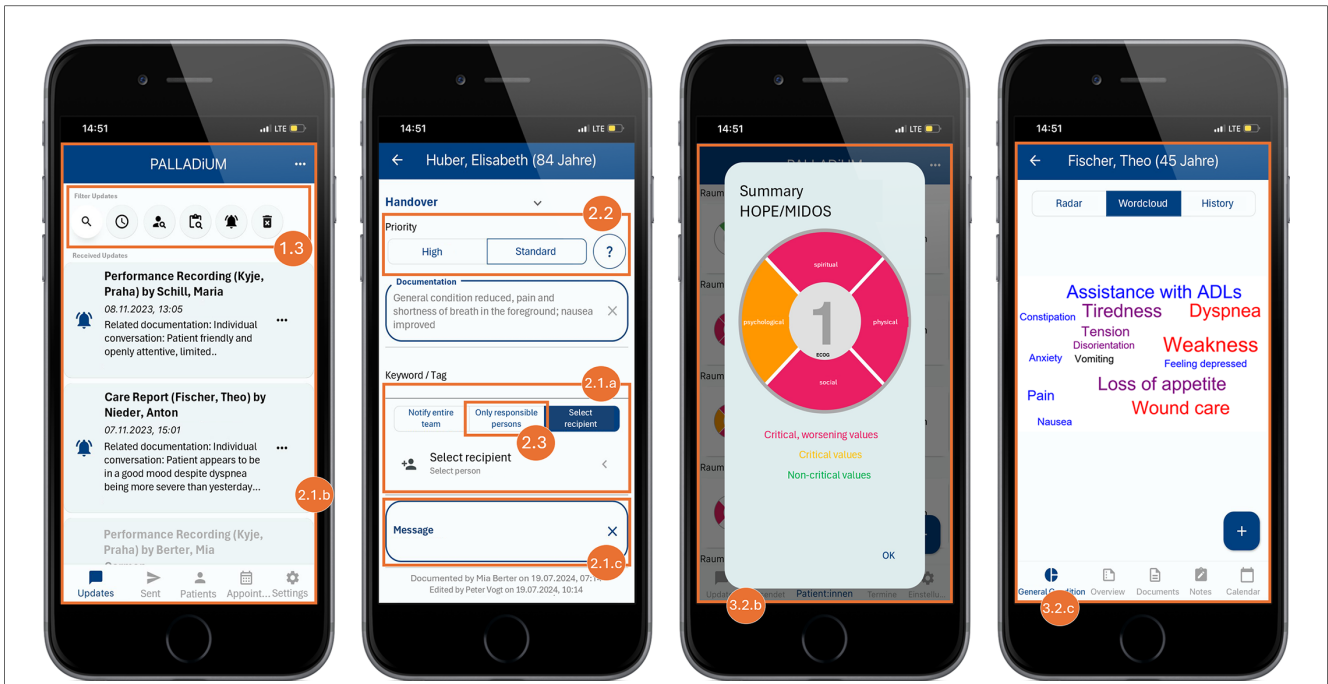 14:51
LTE
PALLADiUM
Filter Updates
1.3
Received Updates
Performance Recording (Kyje,
Praha) by Schill, Maria
08.11.2023, 13:05
Related documentation: Individual
conversation: Patient friendly and
openly attentive, limited..
Care Report (Fischer, Theo) by
Nieder, Anton
07.11.2023, 15:01
Related documentation: Individual
conversation: Patient appears to be
in a good mood despite dyspnea
being more severe than yesterday...
2.1.b
Performance Recording (Kyje,
Praha) by Berter, Mia
Updates
Sent
Patients
Appoint...
Settings
14:51
LTE
Huber, Elisabeth (84 Jahre)
Handover
2.2
Priority
High
Standard
?
Documentation
General condition reduced, pain and
shortness of breath in the foreground; nausea
improved
Keyword / Tag
2.1.a
Notify entire
team
Only responsible
persons
Select
recipient
2.3
Select recipient
Select person
Message
2.1.c
Documented by Mia Berter on 19.07.2024, 07:1
Edited by Peter Vogt on 19.07.2024, 10:14
14:51
LTE
Raum
Summary
HOPE/MIDOS
spiritual
psychological
1
ECOG
physical
social
Raum
Raum
Raum
Raum
Critical, worsening values
Critical values
Non-critical values
OK
3.2.b
Patient:innen
Termine
Einstellu...
14:51
LTE
Fischer, Theo (45 Jahre)
Radar
Wordcloud
History
Assistance with ADLs
Constipation
Tiredness
Dyspnea
Tension
Disorientation
Weakness
Anxiety
Vomiting
Feeling depressed
Loss of appetite
Pain
Wound care
Nausea
+
General Condition
Overview
Documents
Notes
Calendar
3.2.c